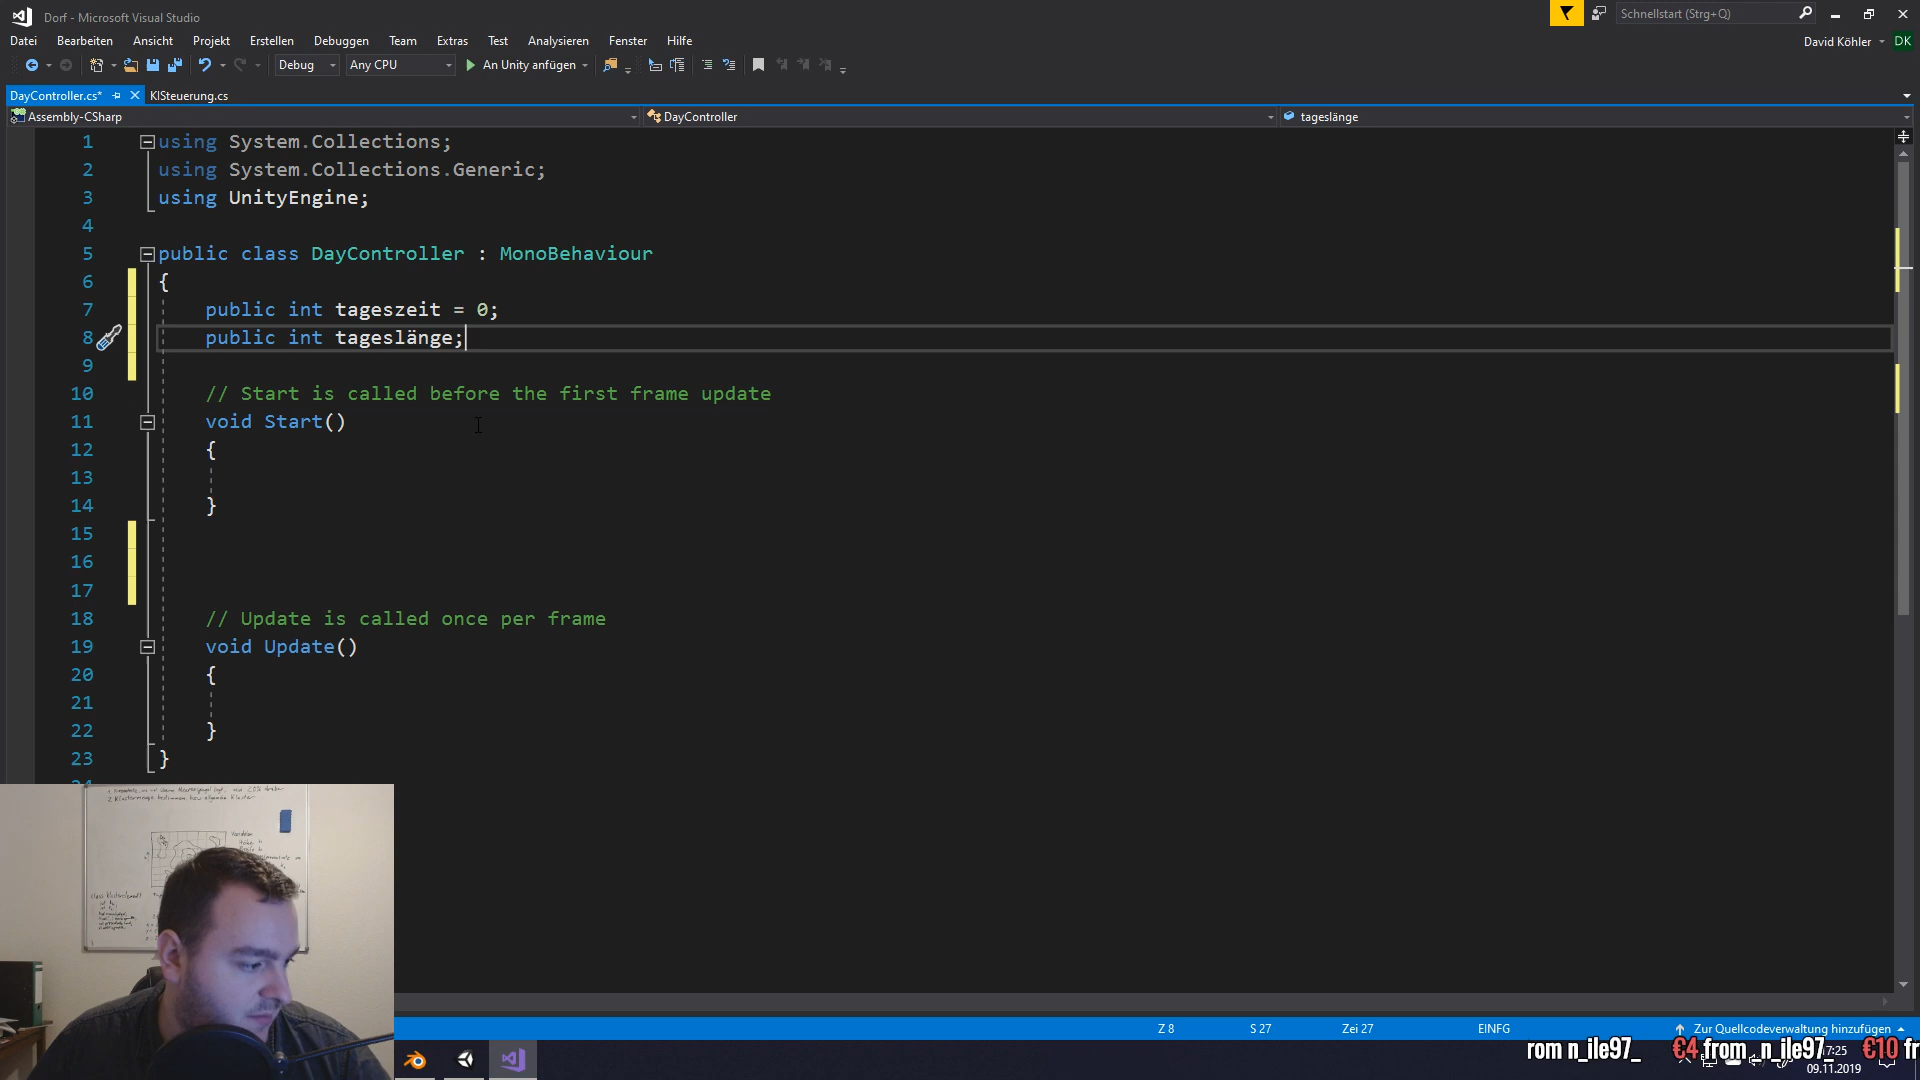 Dorf - Microsoft Visual Studio
Schnellstart (Strg+Q)
Datei Bearbeiten Ansicht Projekt Erstellen Debuggen Team Extras Test Analysieren Fenster Hilfe
David Köhler DK
Debug Any CPU An Unity anfügen
DayController.cs* KISteuerung.cs
Assembly-CSharp DayController tageslänge
1 using System.Collections;
2 using System.Collections.Generic;
3 using UnityEngine;
4
5 public class DayController : MonoBehaviour
6 {
7 public int tageszeit = 0;
8 public int tageslänge;
9
10 // Start is called before the first frame update
11 void Start()
12 {
13
14 }
15
16
17
18 // Update is called once per frame
19 void Update()
20 {
21
22 }
23 }
Z 8 S 27 Zei 27 EINFG Zur Quellcodeverwaltung hinzufügen
rom n_ile97_ €4 from _n_ile97_ €10 fr
17:25
09.11.2019